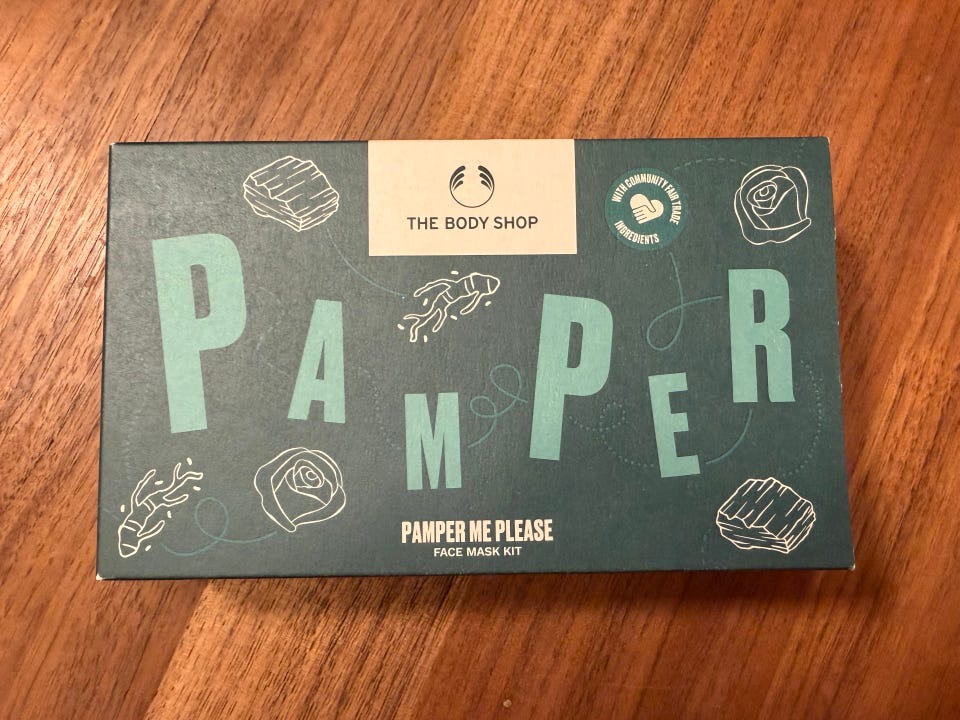 THE BODY SHOP
WITH COMMUNITY FAIR TRADE
INGREDIENTS
PAMPER
PAMPER ME PLEASE
FACE MASK KIT